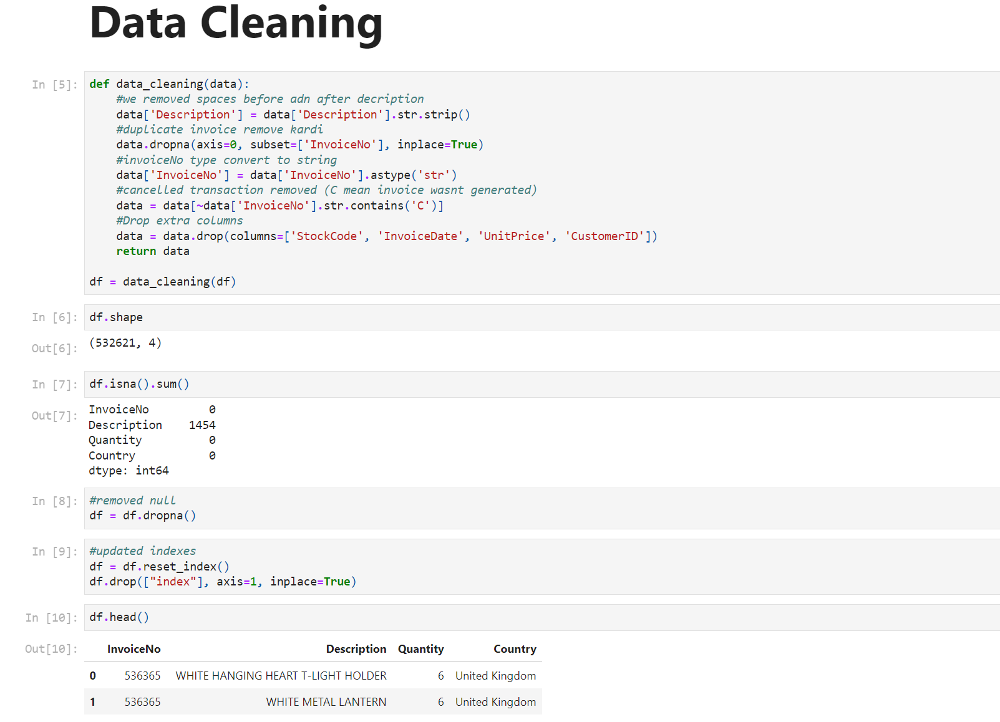 Data Cleaning
In [5]:
def data_cleaning(data):
    #we removed spaces before adn after decription
    data['Description'] = data['Description'].str.strip()
    #duplicate invoice remove kardi
    data.dropna(axis=0, subset=['InvoiceNo'], inplace=True)
    #invoiceNo type convert to string
    data['InvoiceNo'] = data['InvoiceNo'].astype('str')
    #cancelled transaction removed (C mean invoice wasnt generated)
    data = data[~data['InvoiceNo'].str.contains('C')]
    #Drop extra columns
    data = data.drop(columns=['StockCode', 'InvoiceDate', 'UnitPrice', 'CustomerID'])
    return data
df = data_cleaning(df)
In [6]:
df.shape
Out[6]:
(532621, 4)
In [7]:
df.isna().sum()
Out[7]:
InvoiceNo 0
Description 1454
Quantity 0
Country 0
dtype: int64
In [8]:
#removed null
df = df.dropna()
In [9]:
#updated indexes
df = df.reset_index()
df.drop(["index"], axis=1, inplace=True)
In [10]:
df.head()
Out[10]:
InvoiceNo Description Quantity Country
0 536365 WHITE HANGING HEART T-LIGHT HOLDER 6 United Kingdom
1 536365 WHITE METAL LANTERN 6 United Kingdom